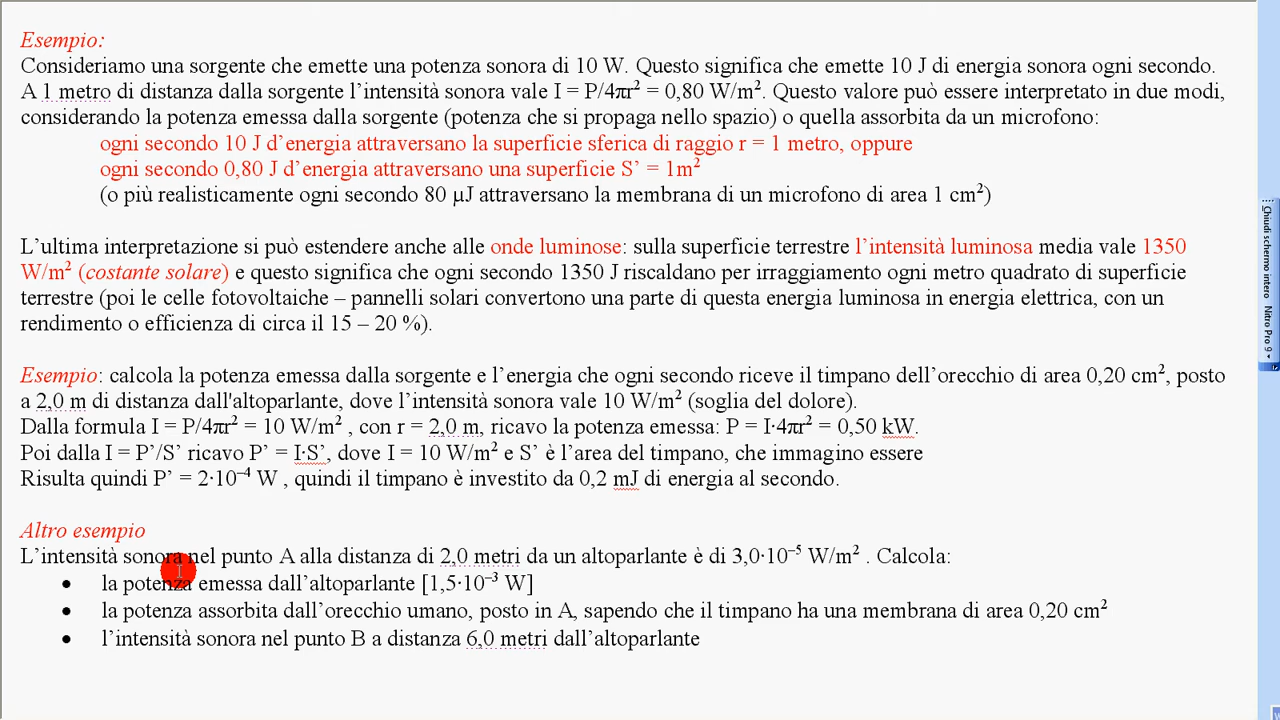 Esempio:
Consideriamo una sorgente che emette una potenza sonora di 10 W. Questo significa che emette 10 J di energia sonora ogni secondo.
A 1 metro di distanza dalla sorgente l’intensità sonora vale I = P/4πr² = 0,80 W/m². Questo valore può essere interpretato in due modi,
considerando la potenza emessa dalla sorgente (potenza che si propaga nello spazio) o quella assorbita da un microfono:
ogni secondo 10 J d’energia attraversano la superficie sferica di raggio r = 1 metro, oppure
ogni secondo 0,80 J d’energia attraversano una superficie S’ = 1m²
(o più realisticamente ogni secondo 80 μJ attraversano la membrana di un microfono di area 1 cm²)
L’ultima interpretazione si può estendere anche alle onde luminose: sulla superficie terrestre l’intensità luminosa media vale 1350
W/m² (costante solare) e questo significa che ogni secondo 1350 J riscaldano per irraggiamento ogni metro quadrato di superficie
terrestre (poi le celle fotovoltaiche – pannelli solari convertono una parte di questa energia luminosa in energia elettrica, con un
rendimento o efficienza di circa il 15 – 20 %).
Esempio: calcola la potenza emessa dalla sorgente e l’energia che ogni secondo riceve il timpano dell’orecchio di area 0,20 cm², posto
a 2,0 m di distanza dall'altoparlante, dove l’intensità sonora vale 10 W/m² (soglia del dolore).
Dalla formula I = P/4πr² = 10 W/m² , con r = 2,0 m, ricavo la potenza emessa: P = I·4πr² = 0,50 kW.
Poi dalla I = P’/S’ ricavo P’ = I·S’, dove I = 10 W/m² e S’ è l’area del timpano, che immagino essere
Risulta quindi P’ = 2·10⁻⁴ W , quindi il timpano è investito da 0,2 mJ di energia al secondo.
Altro esempio
L’intensità sonora nel punto A alla distanza di 2,0 metri da un altoparlante è di 3,0·10⁻⁵ W/m² . Calcola:
• la potenza emessa dall’altoparlante [1,5·10⁻³ W]
• la potenza assorbita dall’orecchio umano, posto in A, sapendo che il timpano ha una membrana di area 0,20 cm²
• l’intensità sonora nel punto B a distanza 6,0 metri dall’altoparlante
Chiudi schermo intero
Nitro Pro 9